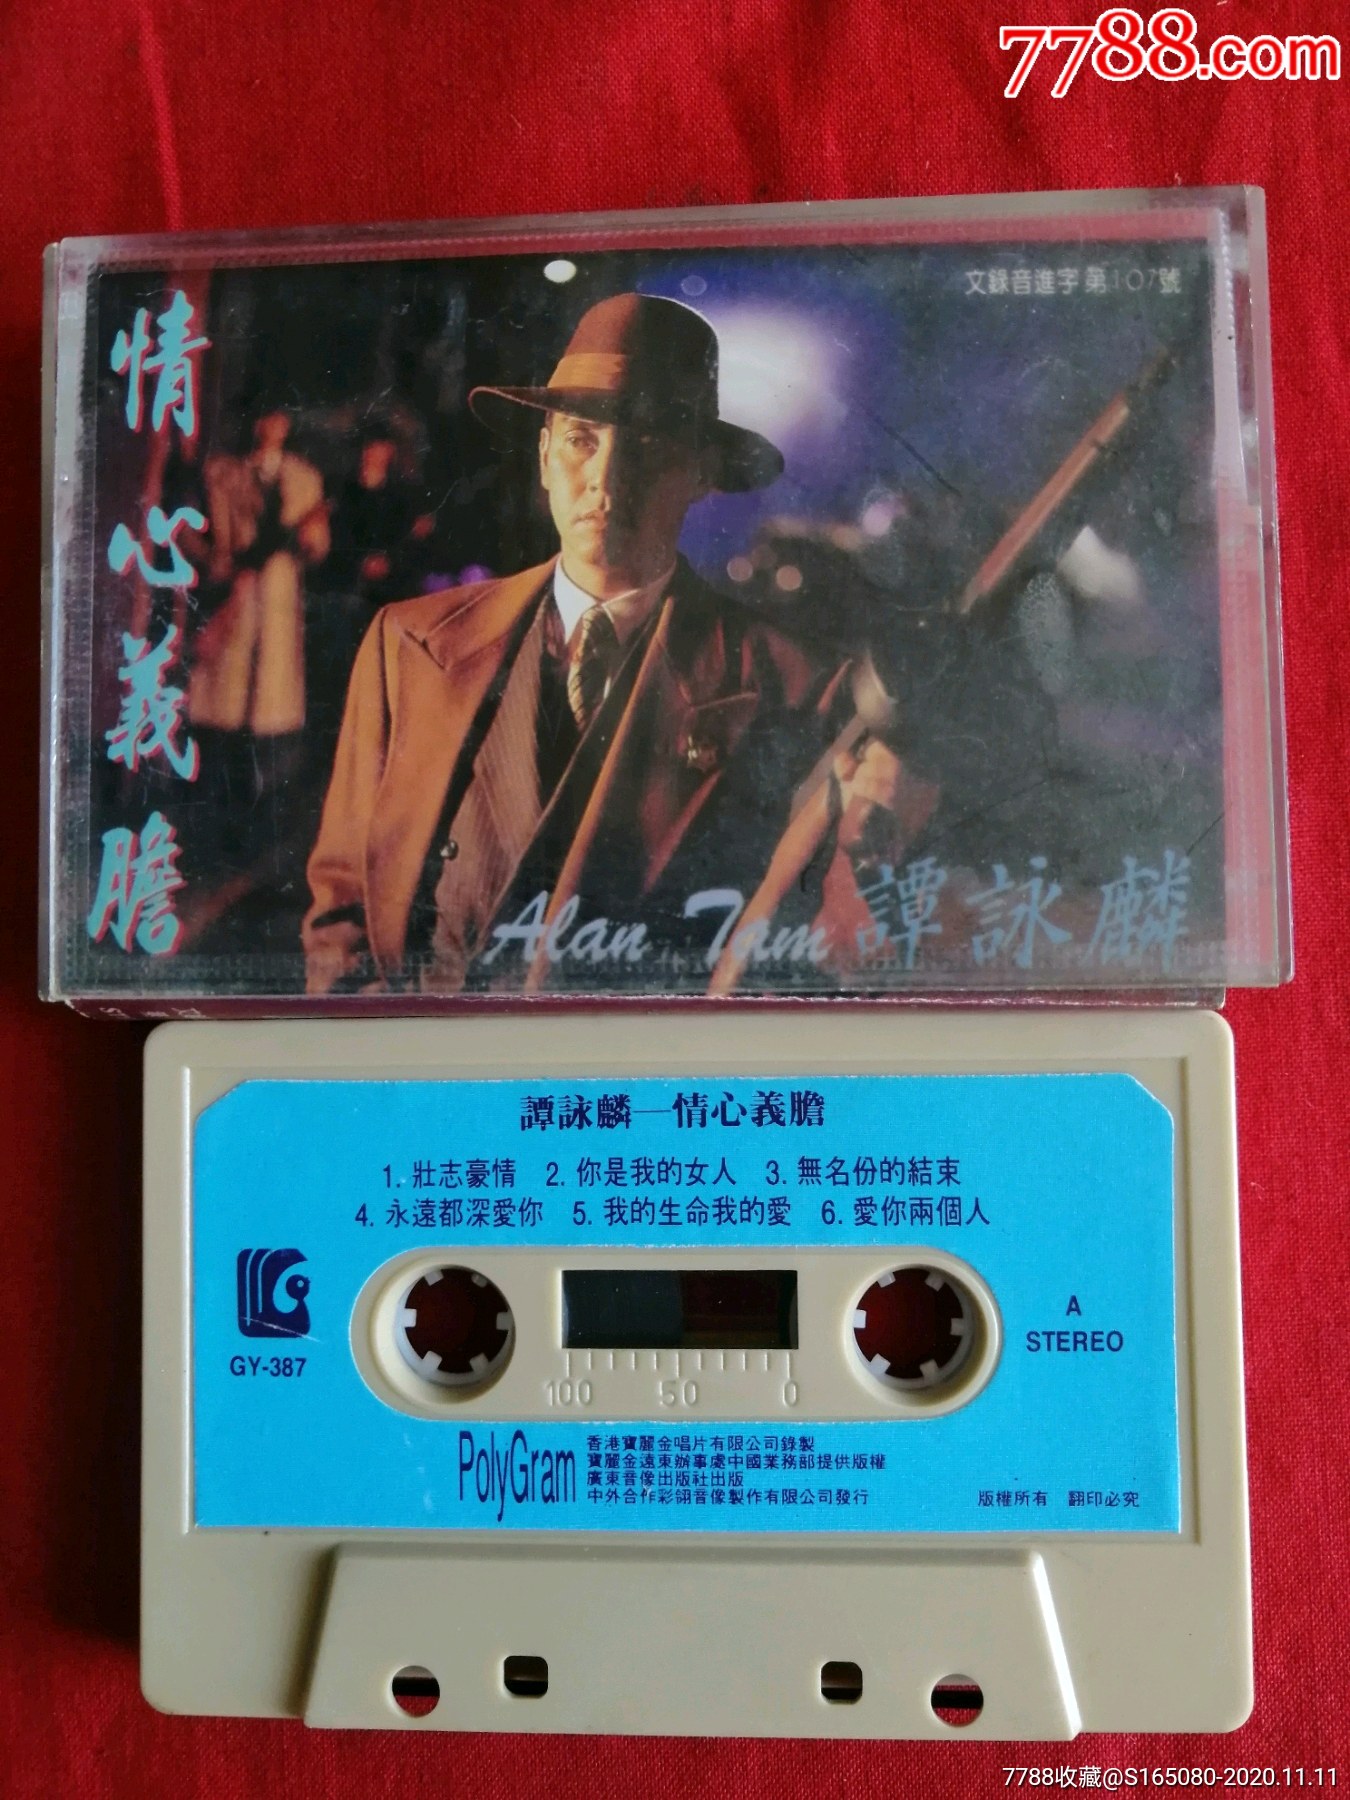 7788.com
文錄音進字第107號
情心義膽
Alan Tam 譚詠麟
譚詠麟—情心義膽
1. 壯志豪情 2. 你是我的女人 3. 無名份的結束
4. 永遠都深愛你 5. 我的生命我的愛 6. 愛你兩個人
GY-387
A
STEREO
100 50 0
PolyGram
香港寶麗金唱片有限公司錄製
寶麗金遠東辦事處中國業務部提供版權
廣東音像出版社出版
中外合作彩翎音像製作有限公司發行
版權所有 翻印必究
7788收藏@S165080-2020.11.11